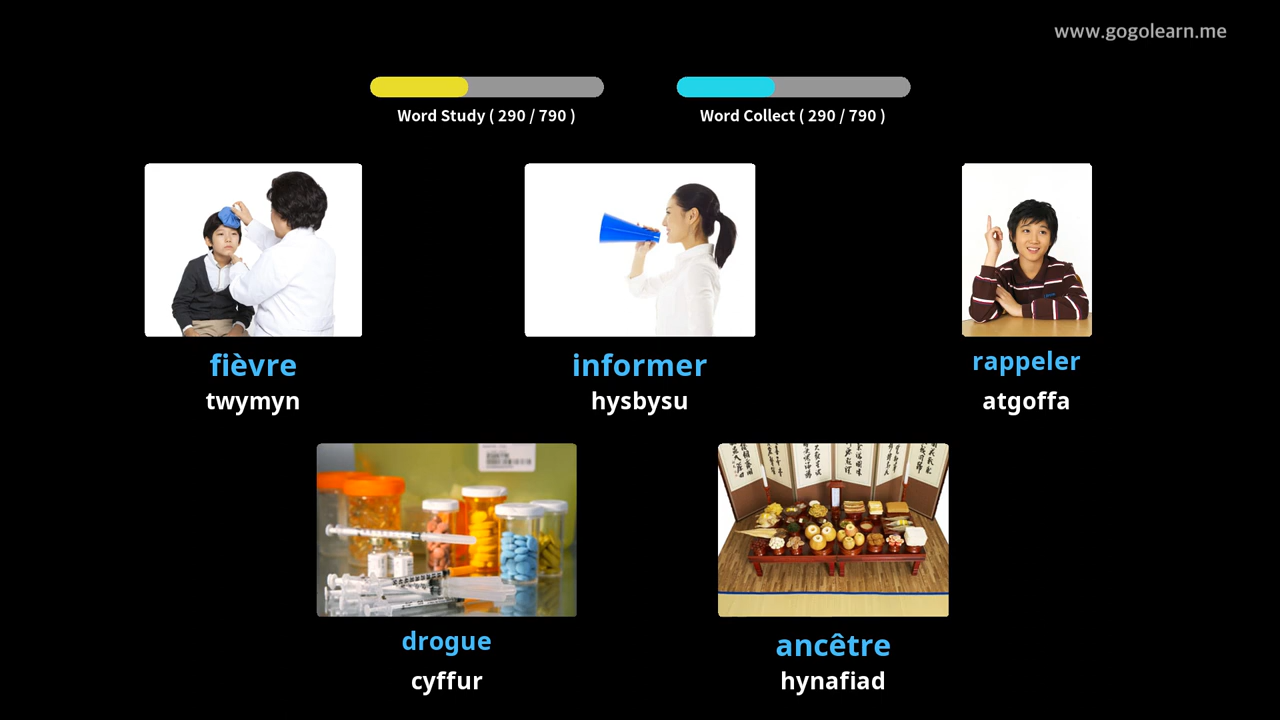 www.gogolearn.me
Word Study ( 290 / 790 )
Word Collect ( 290 / 790 )
fièvre
twymyn
informer
hysbysu
rappeler
atgoffa
drogue
cyffur
ancêtre
hynafiad